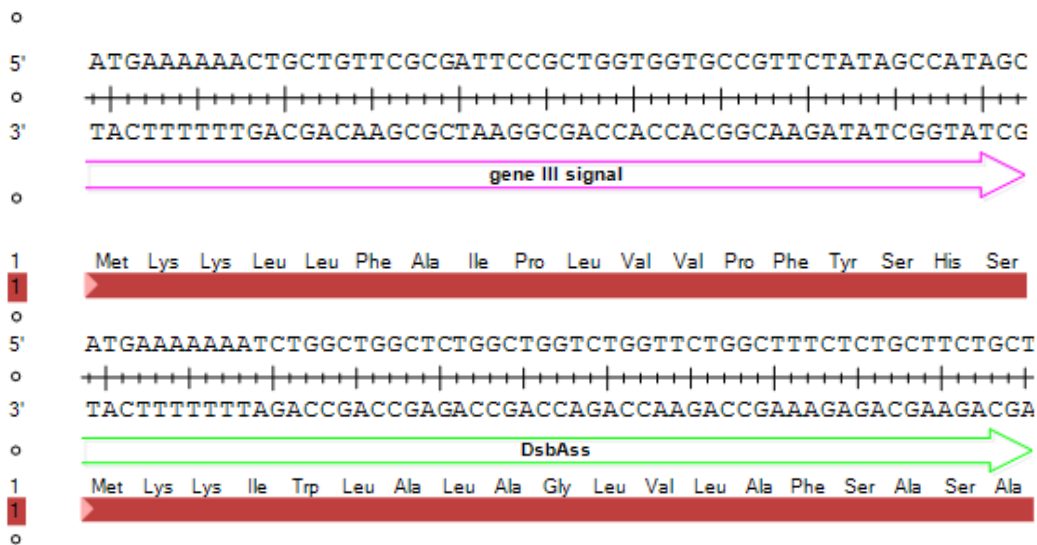 o
5' ATGAAAAAACTGCTGTTCGCGATTCCGCTGGTGGTGCCGTTCTATAGCCATAGC
o
3' TACTTTTTTGACGACAAGCGCTAAGGCGACCACCACGGCAAGATATCGGTATCG
gene III signal
o
1 Met Lys Lys Leu Leu Phe Ala Ile Pro Leu Val Val Pro Phe Tyr Ser His Ser
1
o
5' ATGAAAAAAATCTGGCTGGCTCTGGCTGGTCTGGTTCTGGCTTTCTCTGCTTCTGCT
o
3' TACTTTTTTTAGACCGACCGAGACCGACCAGACCAAGACCGAAAGAGACGAAGACGA
o DsbAss
1 Met Lys Lys Ile Trp Leu Ala Leu Ala Gly Leu Val Leu Ala Phe Ser Ala Ser Ala
1
o